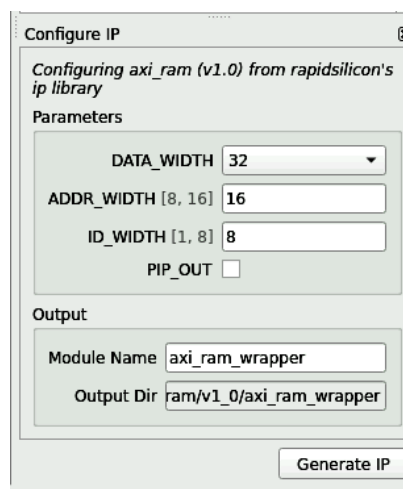 Configure IP
Configuring axi_ram (v1.0) from rapidsilicon's
ip library
Parameters
DATA_WIDTH 32
ADDR_WIDTH [8, 16] 16
ID_WIDTH [1, 8] 8
PIP_OUT
Output
Module Name axi_ram_wrapper
Output Dir ram/v1_0/axi_ram_wrapper
Generate IP